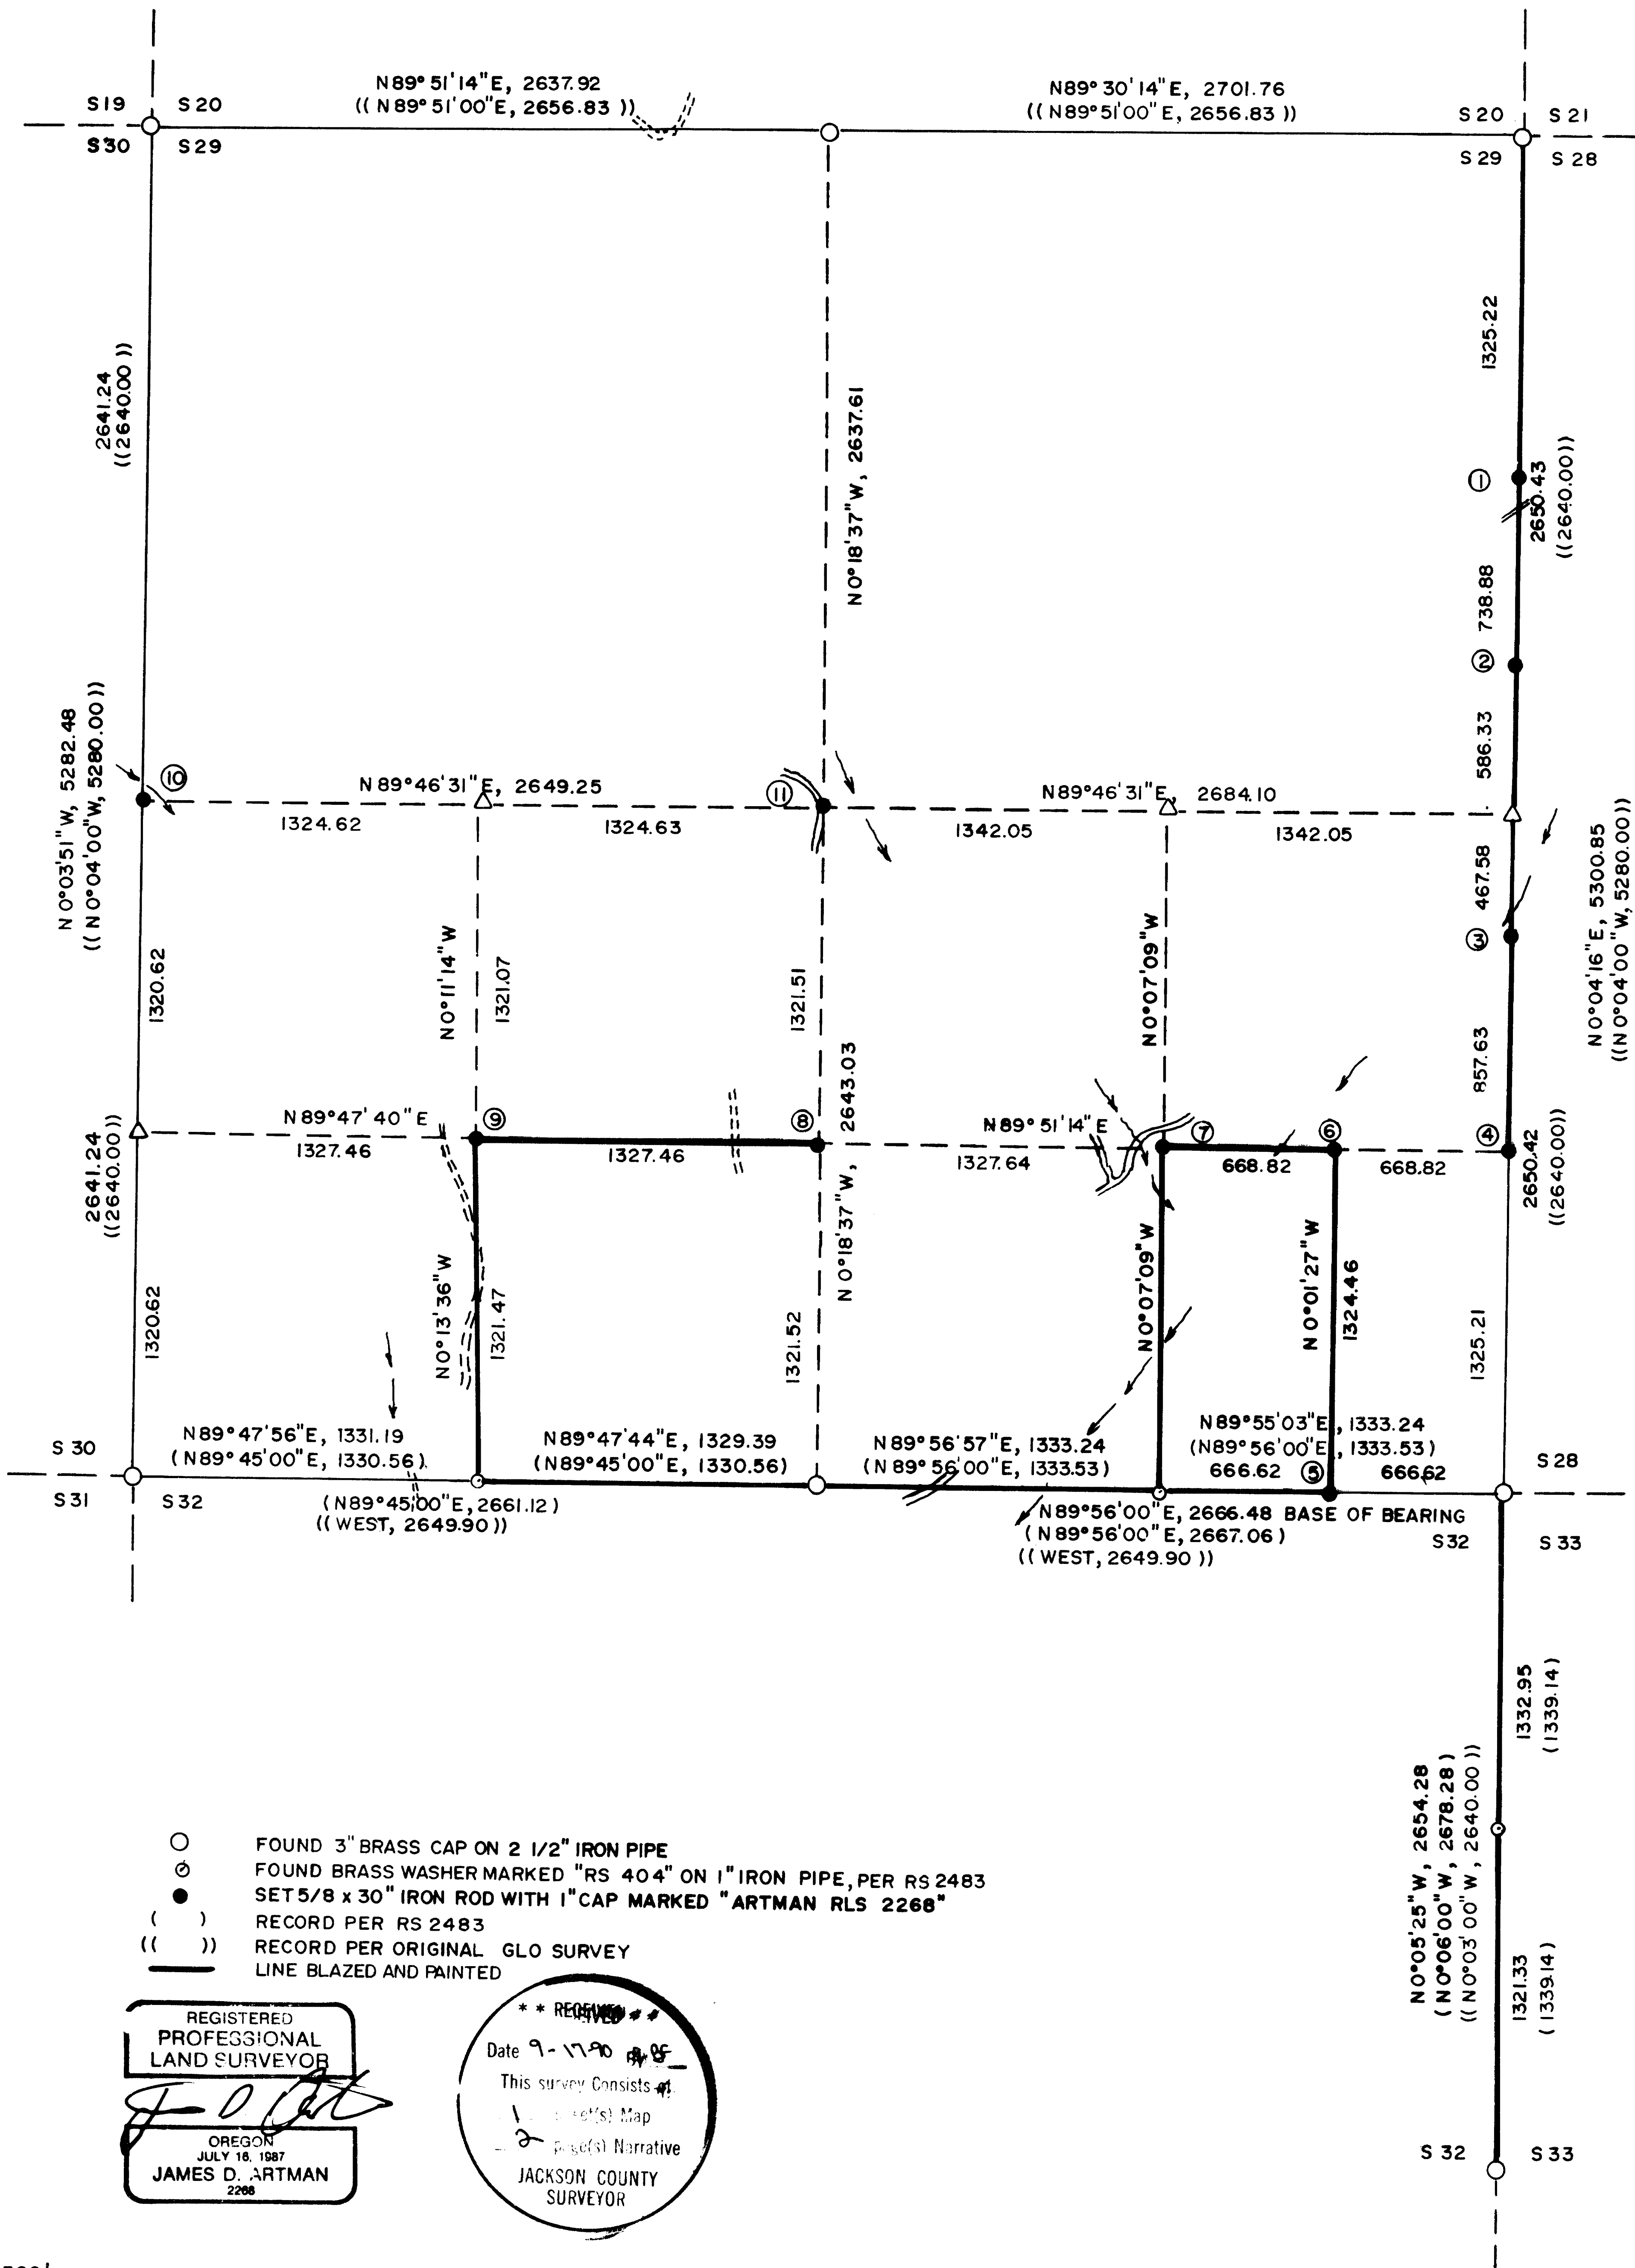 N89°51'14"E, 2637.92
((N89°51'00"E, 2656.83))
N89°30'14"E, 2701.76
((N89°51'00"E, 2656.83))
S19
S20
S30
S29
S20
S21
S29
S28
2641.24
((2640.00))
N0°18'37"W, 2637.61
1325.22
①
2650.43
((2640.00))
738.88
②
586.33
N0°03'51"W, 5282.48
((N0°04'00"W, 5280.00))
⑩
N89°46'31"E, 2649.25
1324.62
1324.63
⑪
N89°46'31"E, 2684.10
1342.05
1342.05
467.58
③
N0°04'16"E, 5300.85
((N0°04'00"W, 5280.00))
1320.62
N0°11'14"W
1321.07
1321.51
N0°07'09"W
857.63
2641.24
((2640.00))
N89°47'40"E
1327.46
⑨
1327.46
⑧
N0°18'37"W, 2643.03
N89°51'14"E
1327.64
⑦
668.82
⑥
668.82
④
2650.42
((2640.00))
1320.62
N0°13'36"W
1321.47
1321.52
N0°07'09"W
N0°01'27"W
1324.46
1325.21
S30
S31
S32
N89°47'56"E, 1331.19
(N89°45'00"E, 1330.56)
N89°47'44"E, 1329.39
(N89°45'00"E, 1330.56)
N89°56'57"E, 1333.24
(N89°56'00"E, 1333.53)
N89°55'03"E, 1333.24
(N89°56'00"E, 1333.53)
666.62
⑤
666.62
S28
(N89°45'00"E, 2661.12)
((WEST, 2649.90))
N89°56'00"E, 2666.48 BASE OF BEARING
(N89°56'00"E, 2667.06)
((WEST, 2649.90))
S32
S33
1332.95
(1339.14)
N0°05'25"W, 2654.28
(N0°06'00"W, 2678.28)
((N0°03'00"W, 2640.00))
1321.33
(1339.14)
S32
S33
FOUND 3" BRASS CAP ON 2 1/2" IRON PIPE
FOUND BRASS WASHER MARKED "RS 404" ON 1" IRON PIPE, PER RS 2483
SET 5/8 x 30" IRON ROD WITH 1" CAP MARKED "ARTMAN RLS 2268"
( ) RECORD PER RS 2483
(( )) RECORD PER ORIGINAL GLO SURVEY
LINE BLAZED AND PAINTED
REGISTERED
PROFESSIONAL
LAND SURVEYOR
OREGON
JULY 16, 1987
JAMES D. ARTMAN
2268
* * RECEIVED * *
Date 9-17-90
This survey Consists of
1 sheet(s) Map
2 page(s) Narrative
JACKSON COUNTY
SURVEYOR